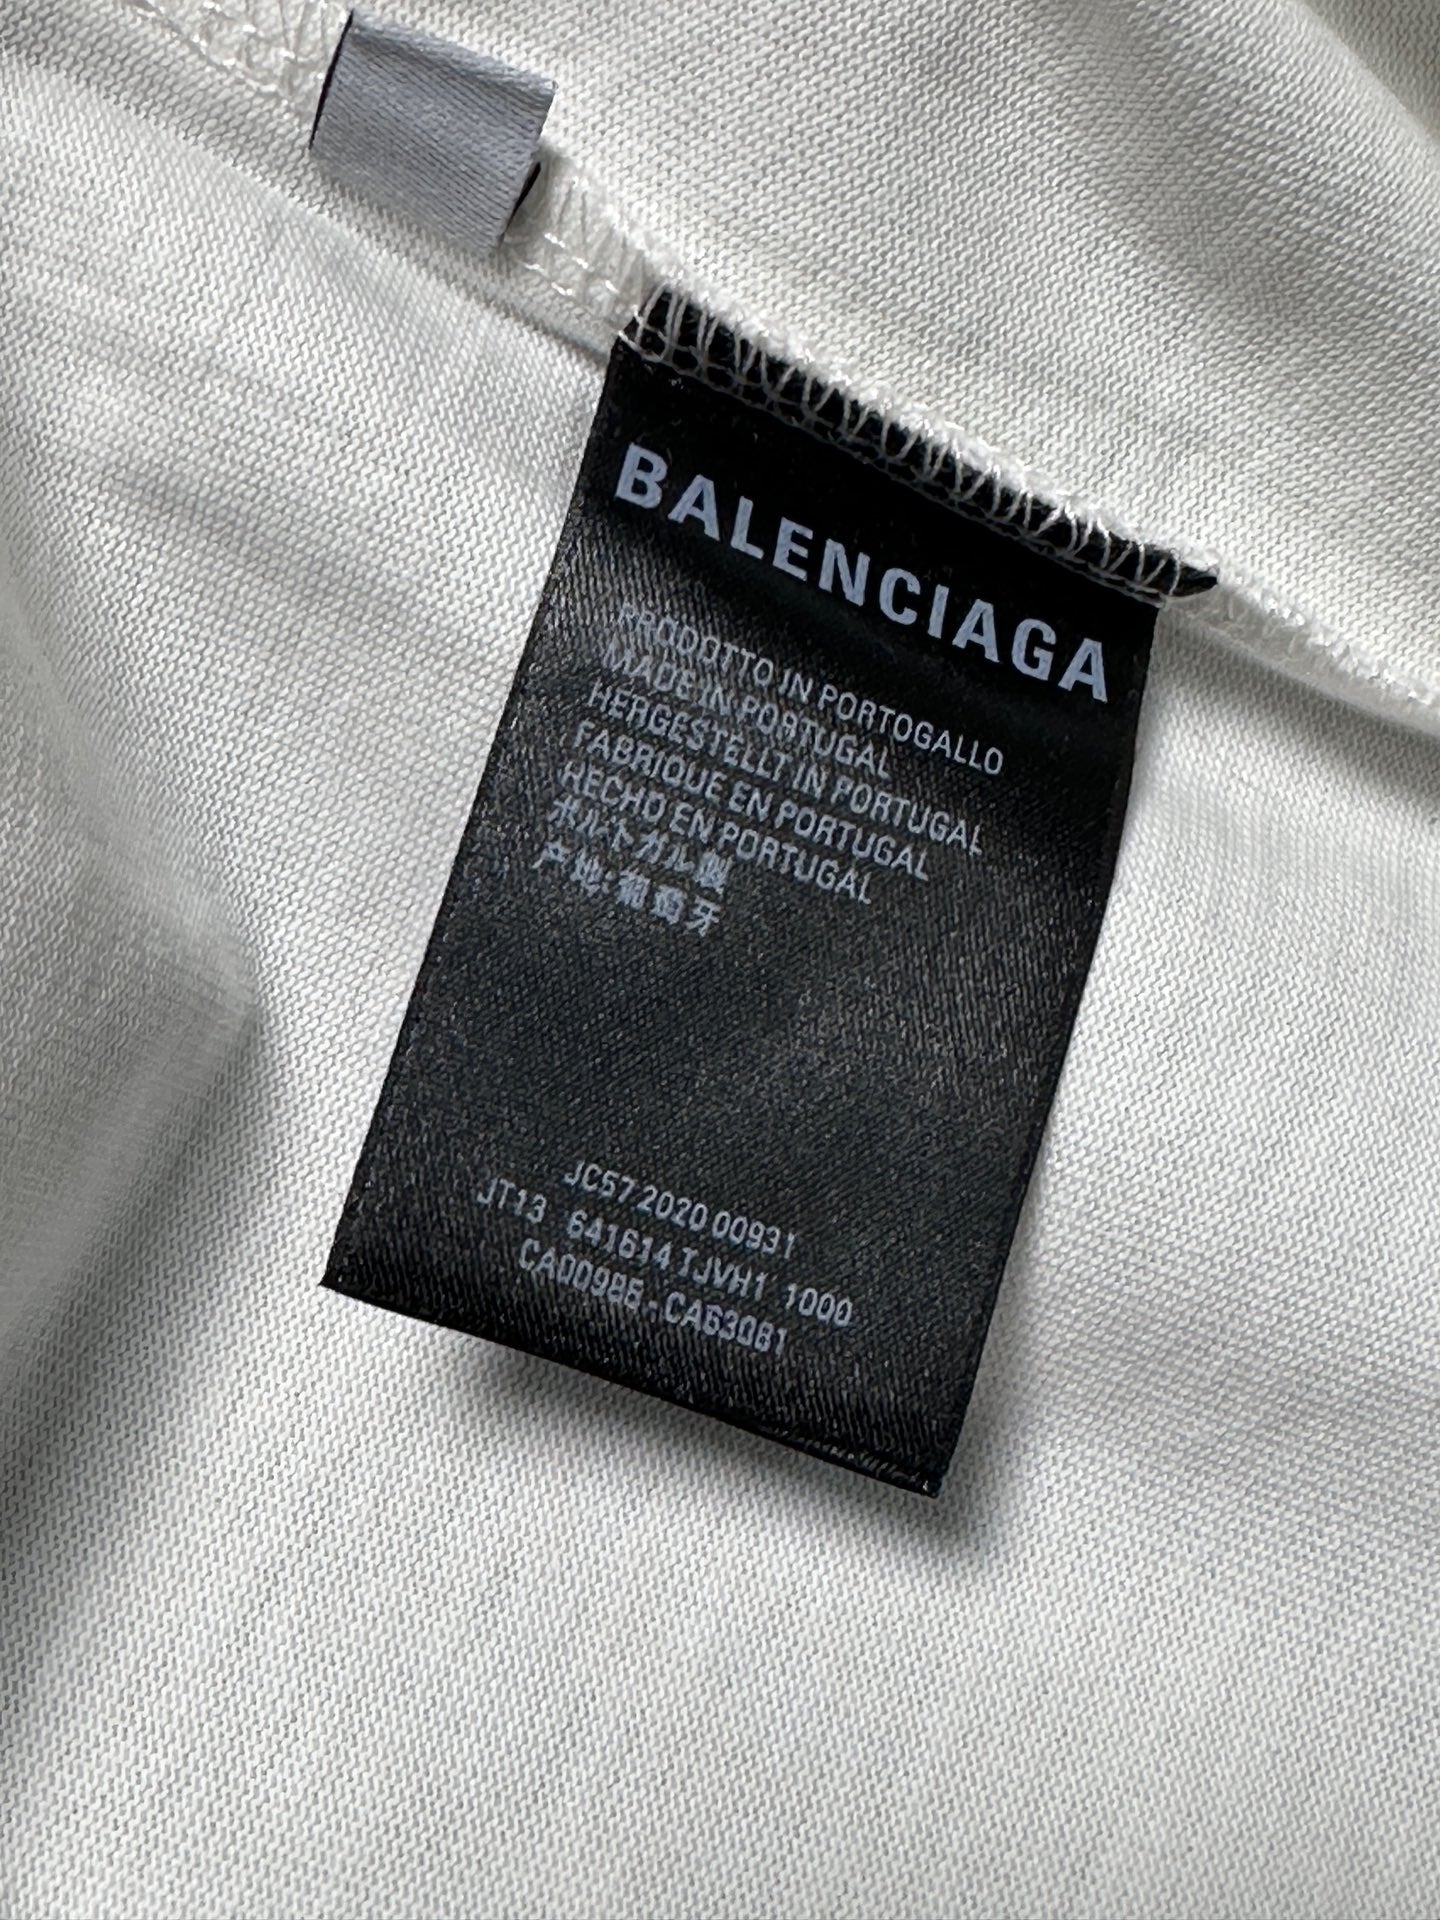 BALENCIAGA
PRODOTTO IN PORTOGALLO
MADE IN PORTUGAL
HERGESTELLT IN PORTUGAL
FABRIQUE EN PORTUGAL
HECHO EN PORTUGAL
ポルトガル製
产地:葡萄牙
JC57 2020 00931
JT13 641614 TJVH1 1000
CA00985 - CA63081